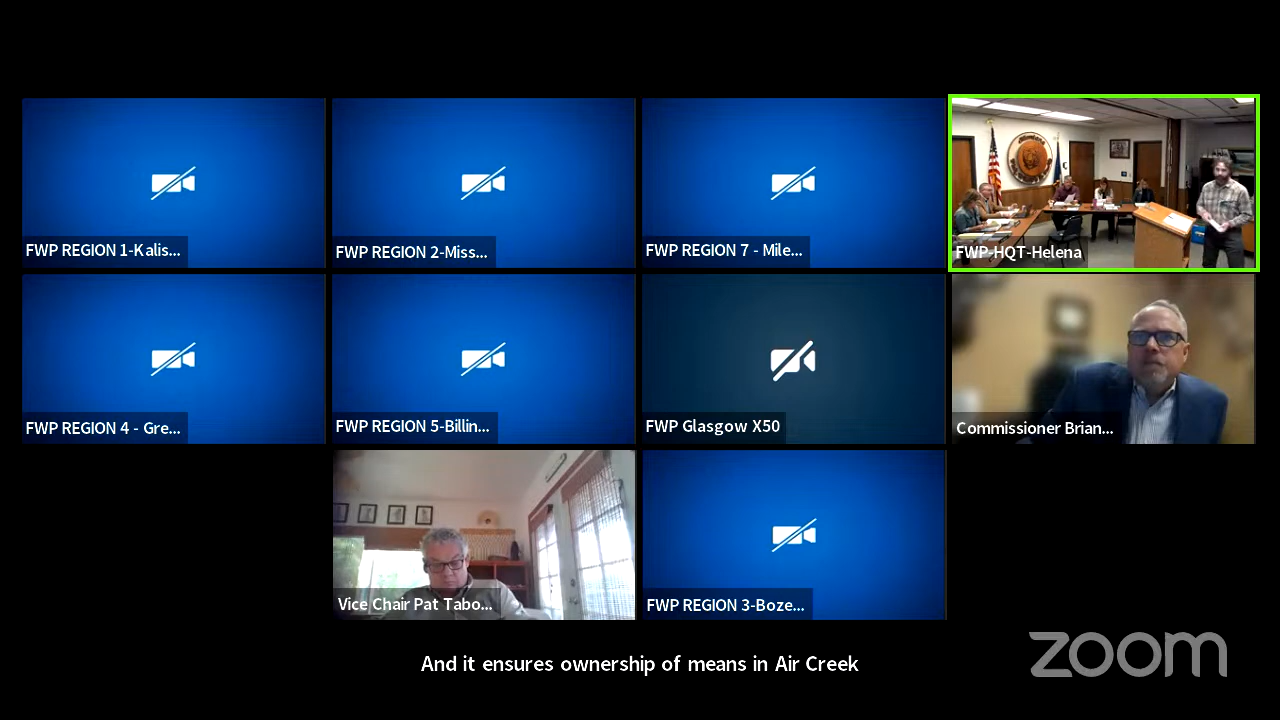 FWP REGION 1-Kalis...
FWP REGION 2-Miss...
FWP REGION 7 - Mile...
FWP-HQT-Helena
FWP REGION 4 - Gre...
FWP REGION 5-Billin...
FWP Glasgow X50
Commissioner Brian...
Vice Chair Pat Tabo...
FWP REGION 3-Boze...
And it ensures ownership of means in Air Creek
zoom